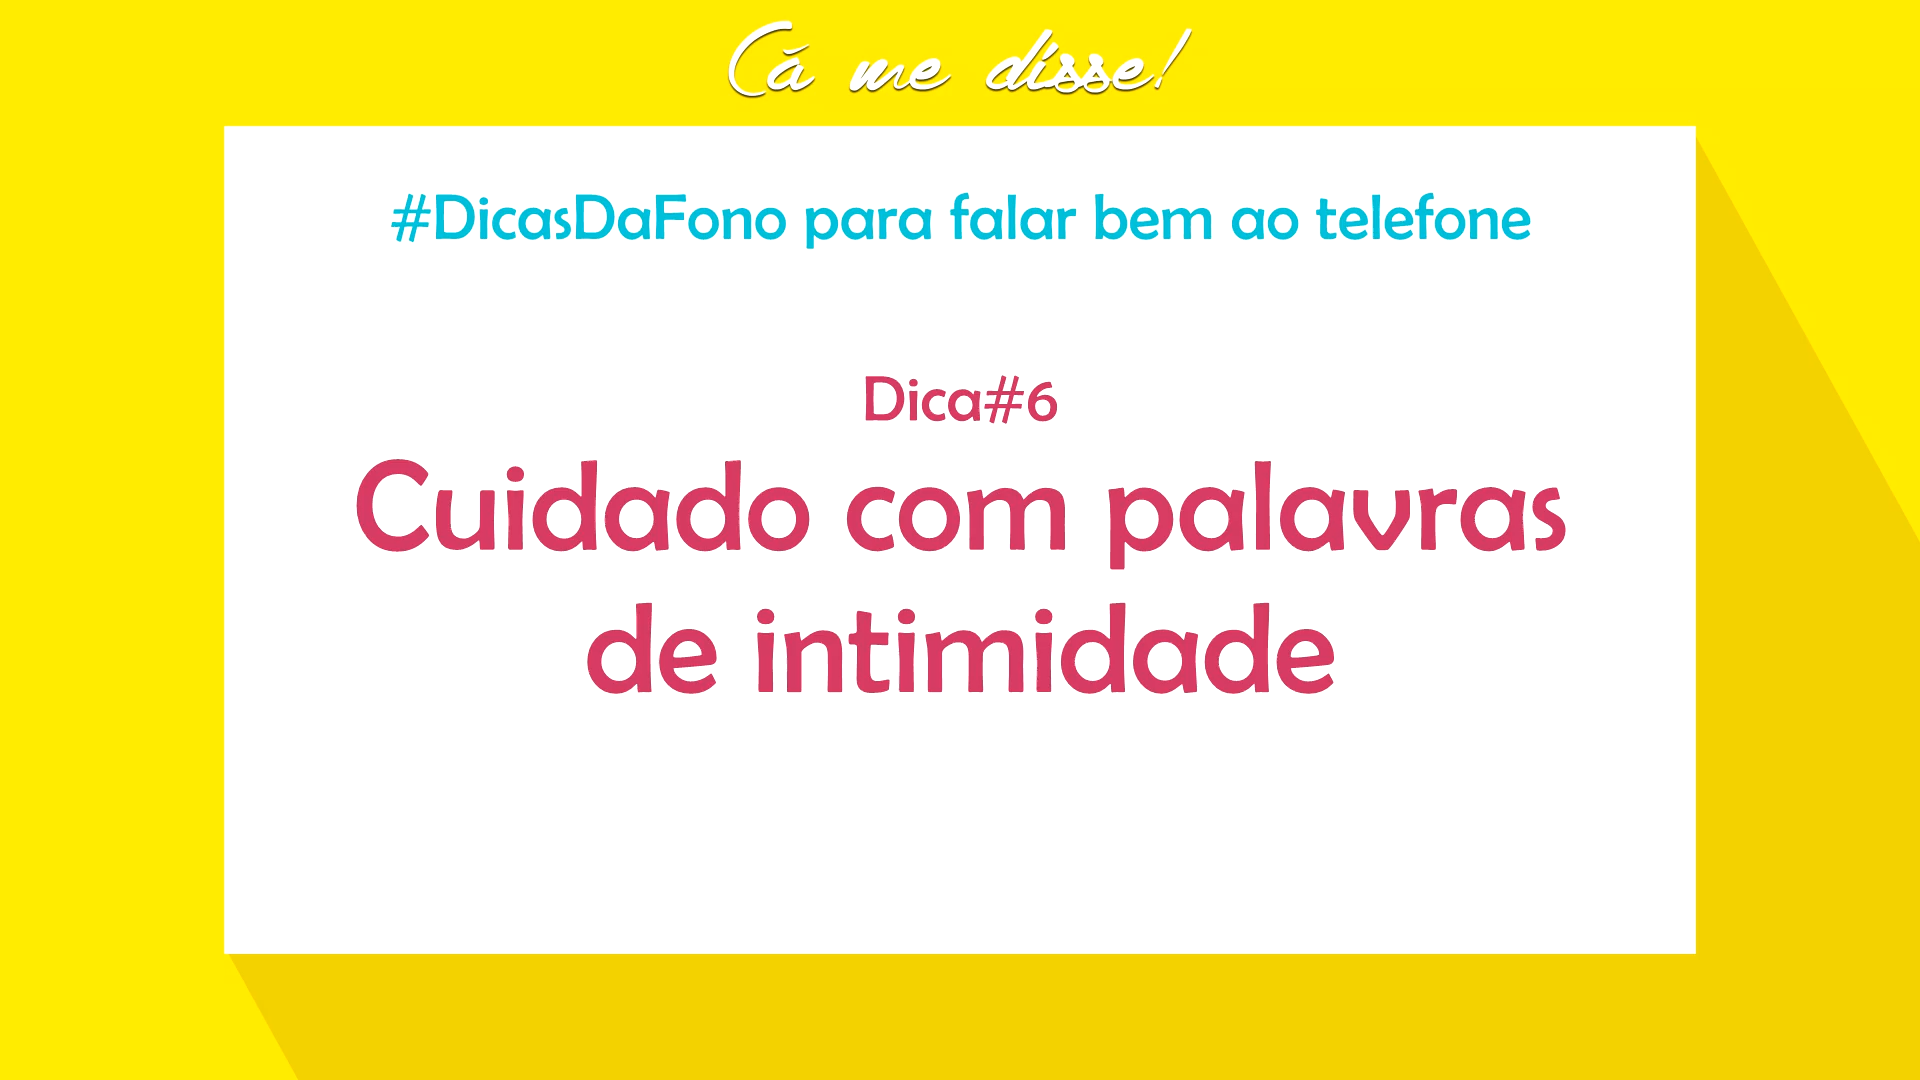 Cá me disse!
#DicasDaFono para falar bem ao telefone
Dica#6
Cuidado com palavras
de intimidade